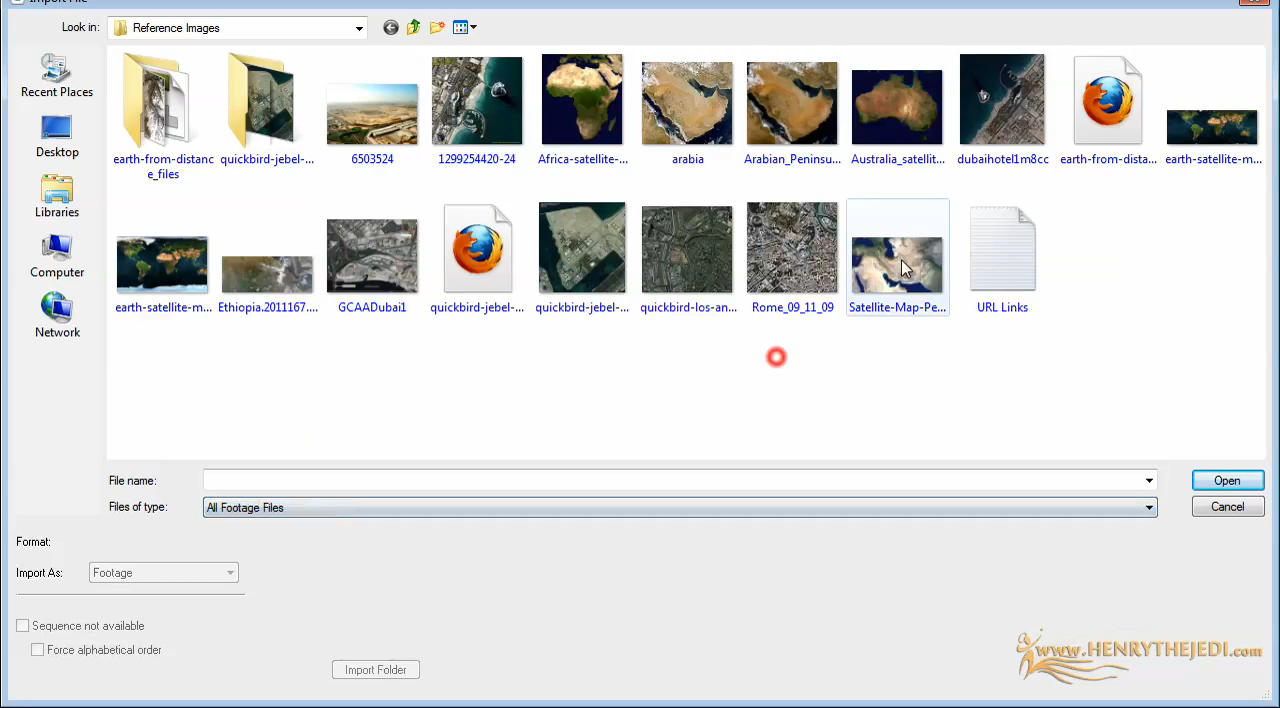 Import File
Look in:
Reference Images
Recent Places
Desktop
Libraries
Computer
Network
earth-from-distanc
e_files
quickbird-jebel-...
6503524
1299254420-24
Africa-satellite-...
arabia
Arabian_Peninsu...
Australia_satellit...
dubaihotel1m8cc
earth-from-dista...
earth-satellite-m...
earth-satellite-m...
Ethiopia.2011167....
GCAADubai1
quickbird-jebel-...
quickbird-jebel-...
quickbird-los-an...
Rome_09_11_09
Satellite-Map-Pe...
URL Links
File name:
Open
Files of type:
All Footage Files
Cancel
Format:
Import As:
Footage
Sequence not available
Force alphabetical order
Import Folder
www.HENRYTHEJEDI.com